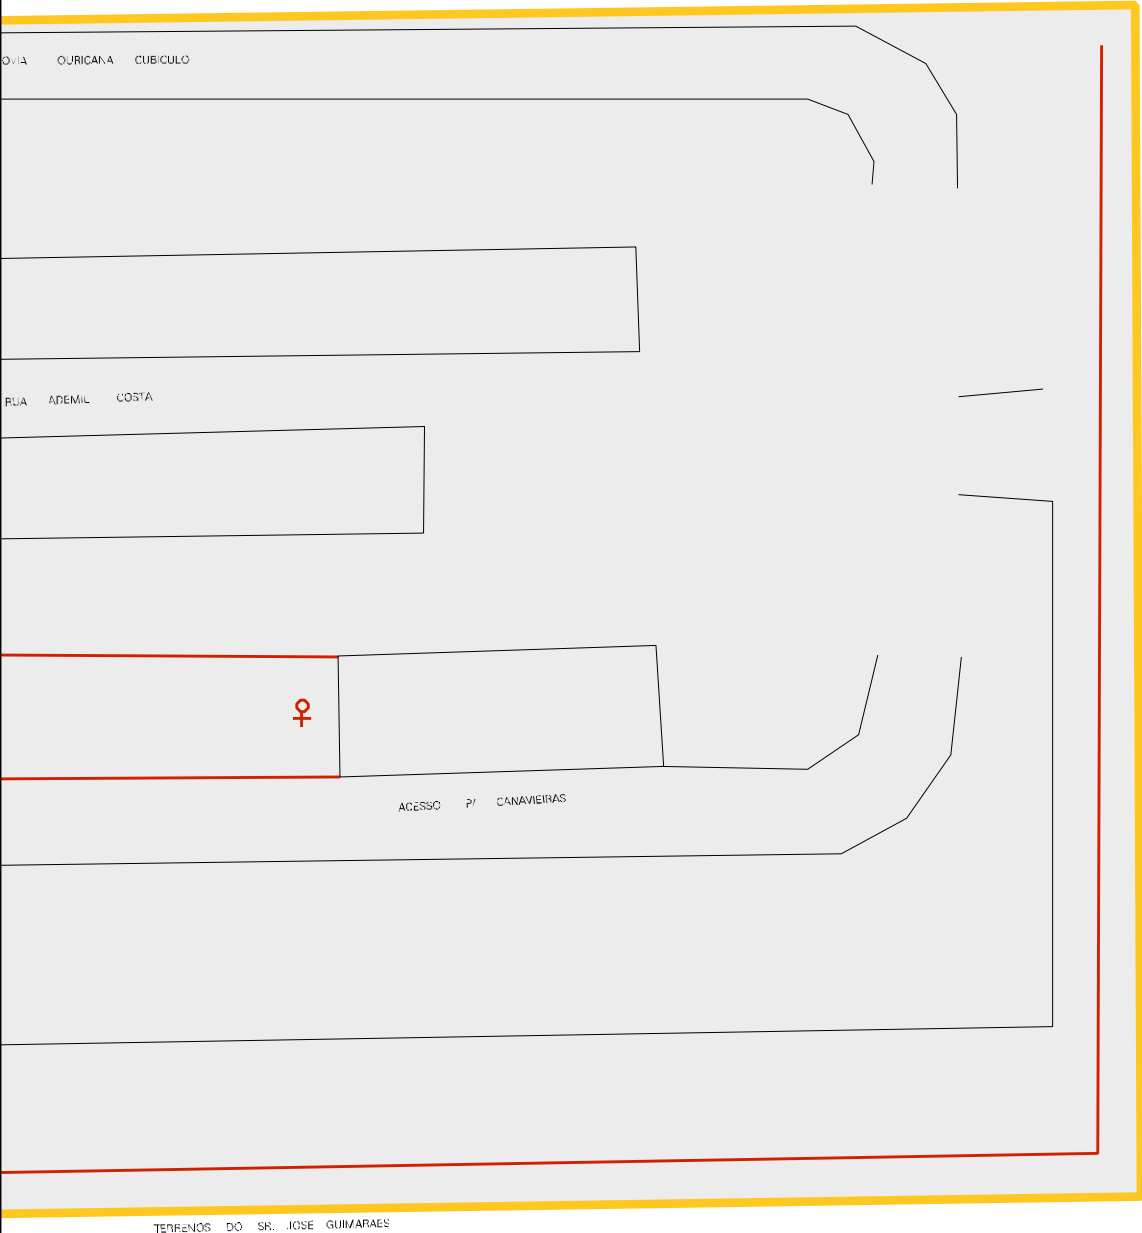 OVIA OURICANA CUBICULO
RUA ADEMIL COSTA
ACESSO P/ CANAVIEIRAS
TERRENOS DO SR. JOSE GUIMARAES